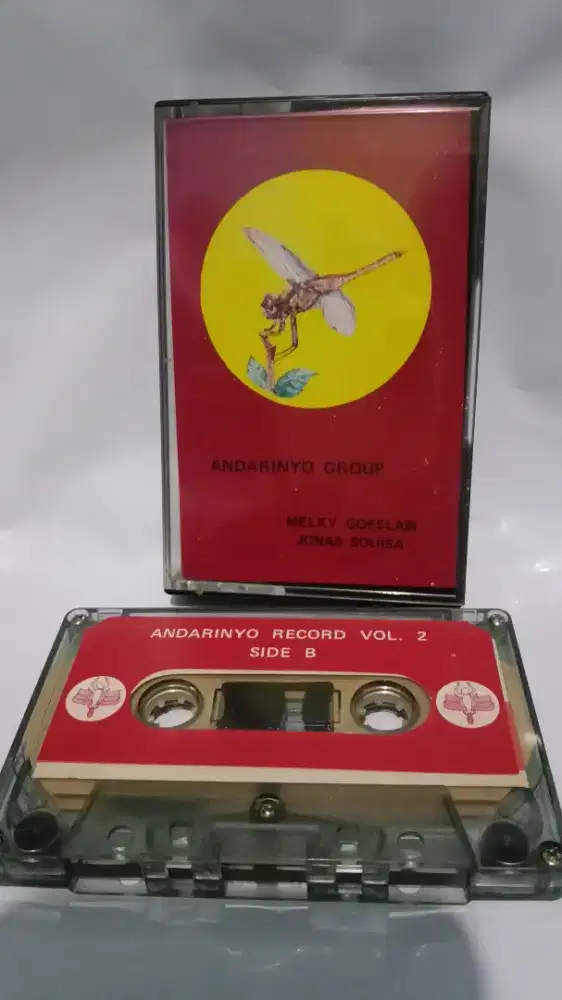 ANDARINYO GROUP
MELKY GOESLAW
JONAS SOUISA
ANDARINYO RECORD VOL. 2
SIDE B